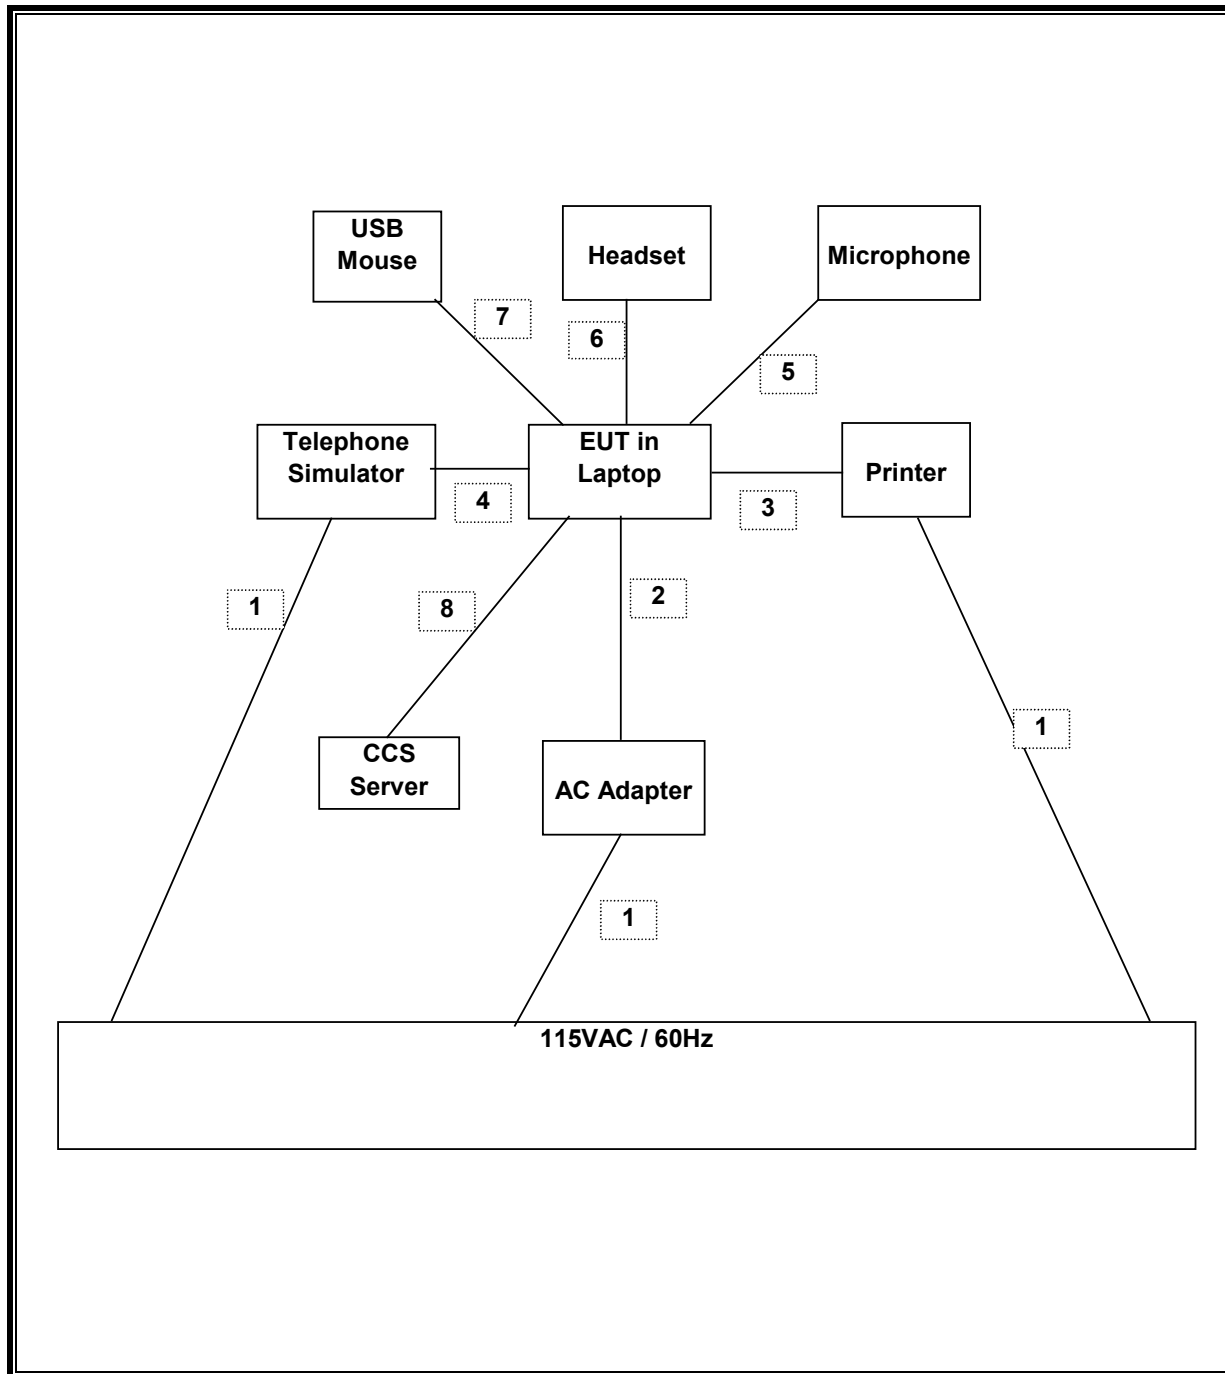 USB
Mouse
Headset
Microphone
7
6
5
Telephone
Simulator
EUT in
Laptop
Printer
4
3
1
8
2
1
CCS
Server
AC Adapter
1
115VAC / 60Hz